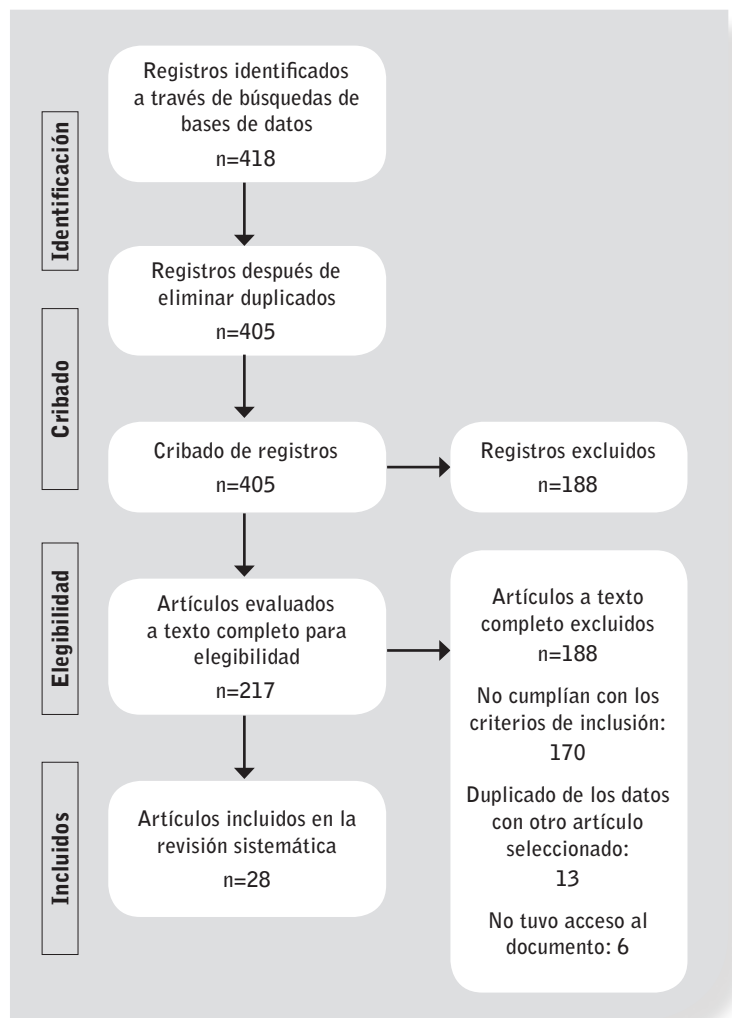 Identificación
Registros identificados
a través de búsquedas de
bases de datos
n=418
Registros después de
eliminar duplicados
n=405
Cribado
Cribado de registros
n=405
Registros excluidos
n=188
Elegibilidad
Artículos evaluados
a texto completo para
elegibilidad
n=217
Artículos a texto
completo excluidos
n=188
No cumplían con los
criterios de inclusión:
170
Duplicado de los datos
con otro artículo
seleccionado:
13
No tuvo acceso al
documento: 6
Incluidos
Artículos incluidos en la
revisión sistemática
n=28